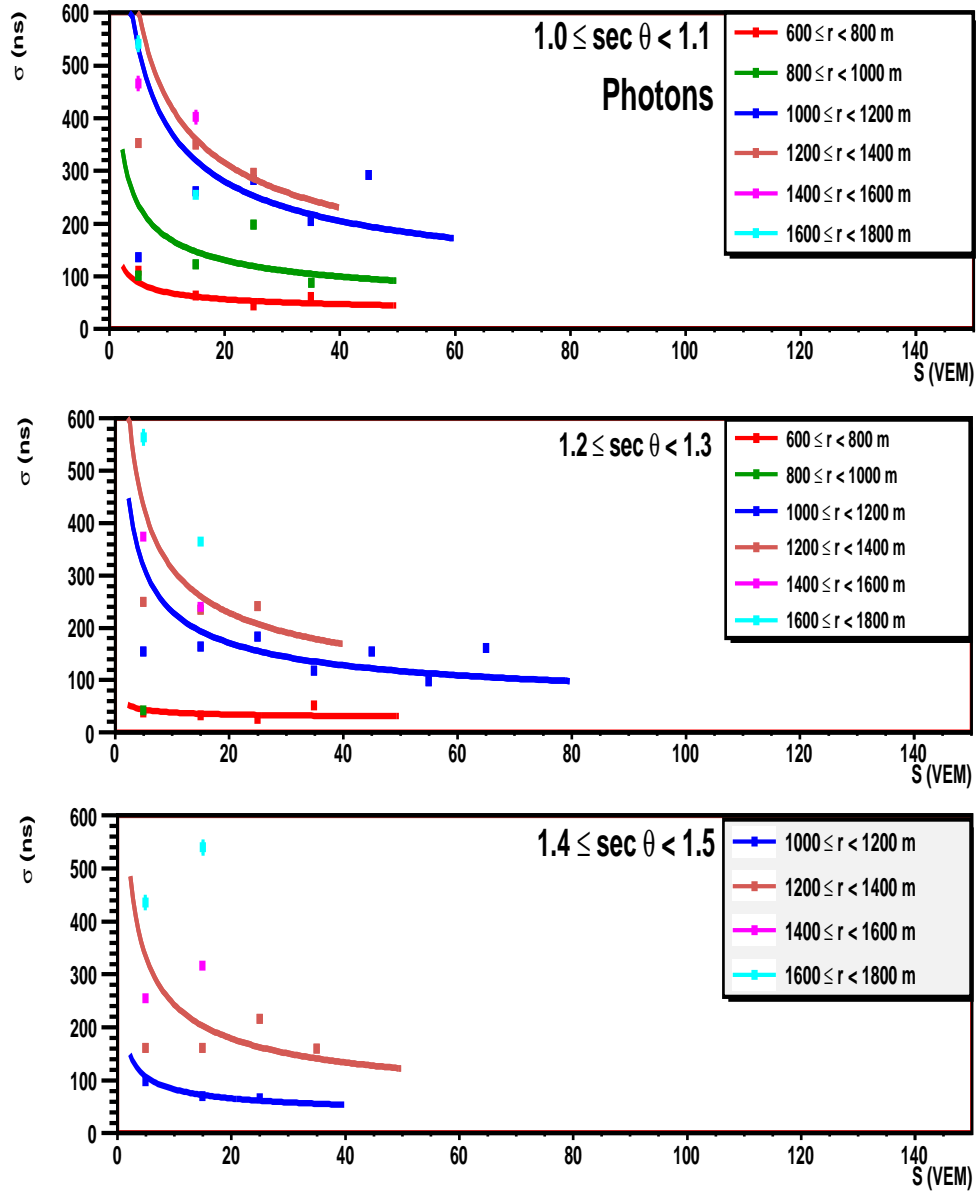 σ (ns)
600
500
400
300
200
100
0
0 20 40 60 80 100 120 140
S (VEM)
1.0 ≤ sec θ < 1.1
Photons
600 ≤ r < 800 m
800 ≤ r < 1000 m
1000 ≤ r < 1200 m
1200 ≤ r < 1400 m
1400 ≤ r < 1600 m
1600 ≤ r < 1800 m
σ (ns)
600
500
400
300
200
100
0
0 20 40 60 80 100 120 140
S (VEM)
1.2 ≤ sec θ < 1.3
600 ≤ r < 800 m
800 ≤ r < 1000 m
1000 ≤ r < 1200 m
1200 ≤ r < 1400 m
1400 ≤ r < 1600 m
1600 ≤ r < 1800 m
σ (ns)
600
500
400
300
200
100
0
0 20 40 60 80 100 120 140
S (VEM)
1.4 ≤ sec θ < 1.5
1000 ≤ r < 1200 m
1200 ≤ r < 1400 m
1400 ≤ r < 1600 m
1600 ≤ r < 1800 m